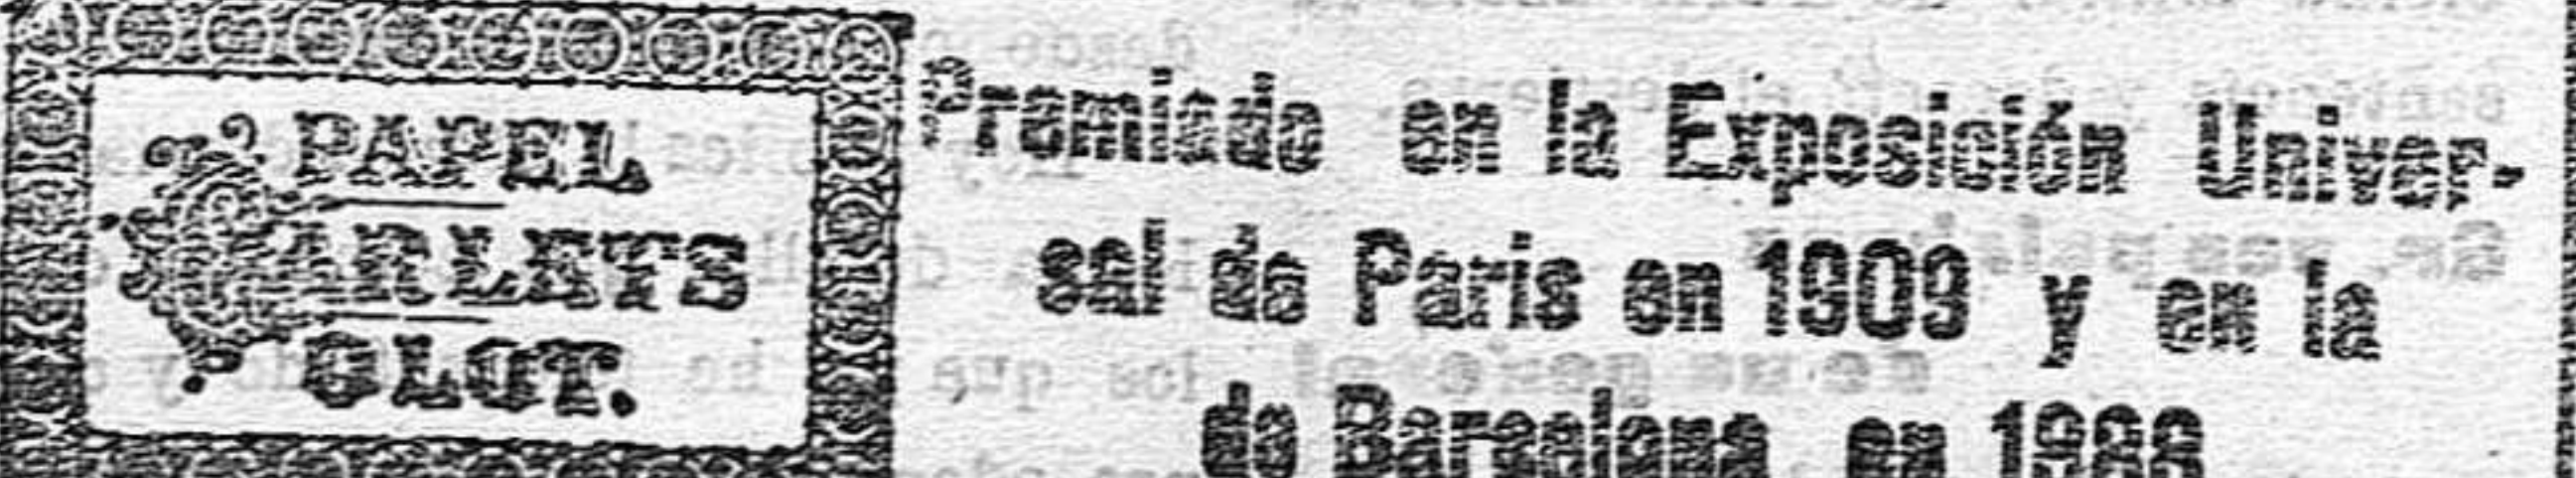 PAPEL
CARLETS
OLOT.
Premiado en la Exposición Univer-
sal de Paris en 1909 y en la
de Barcelona en 1888